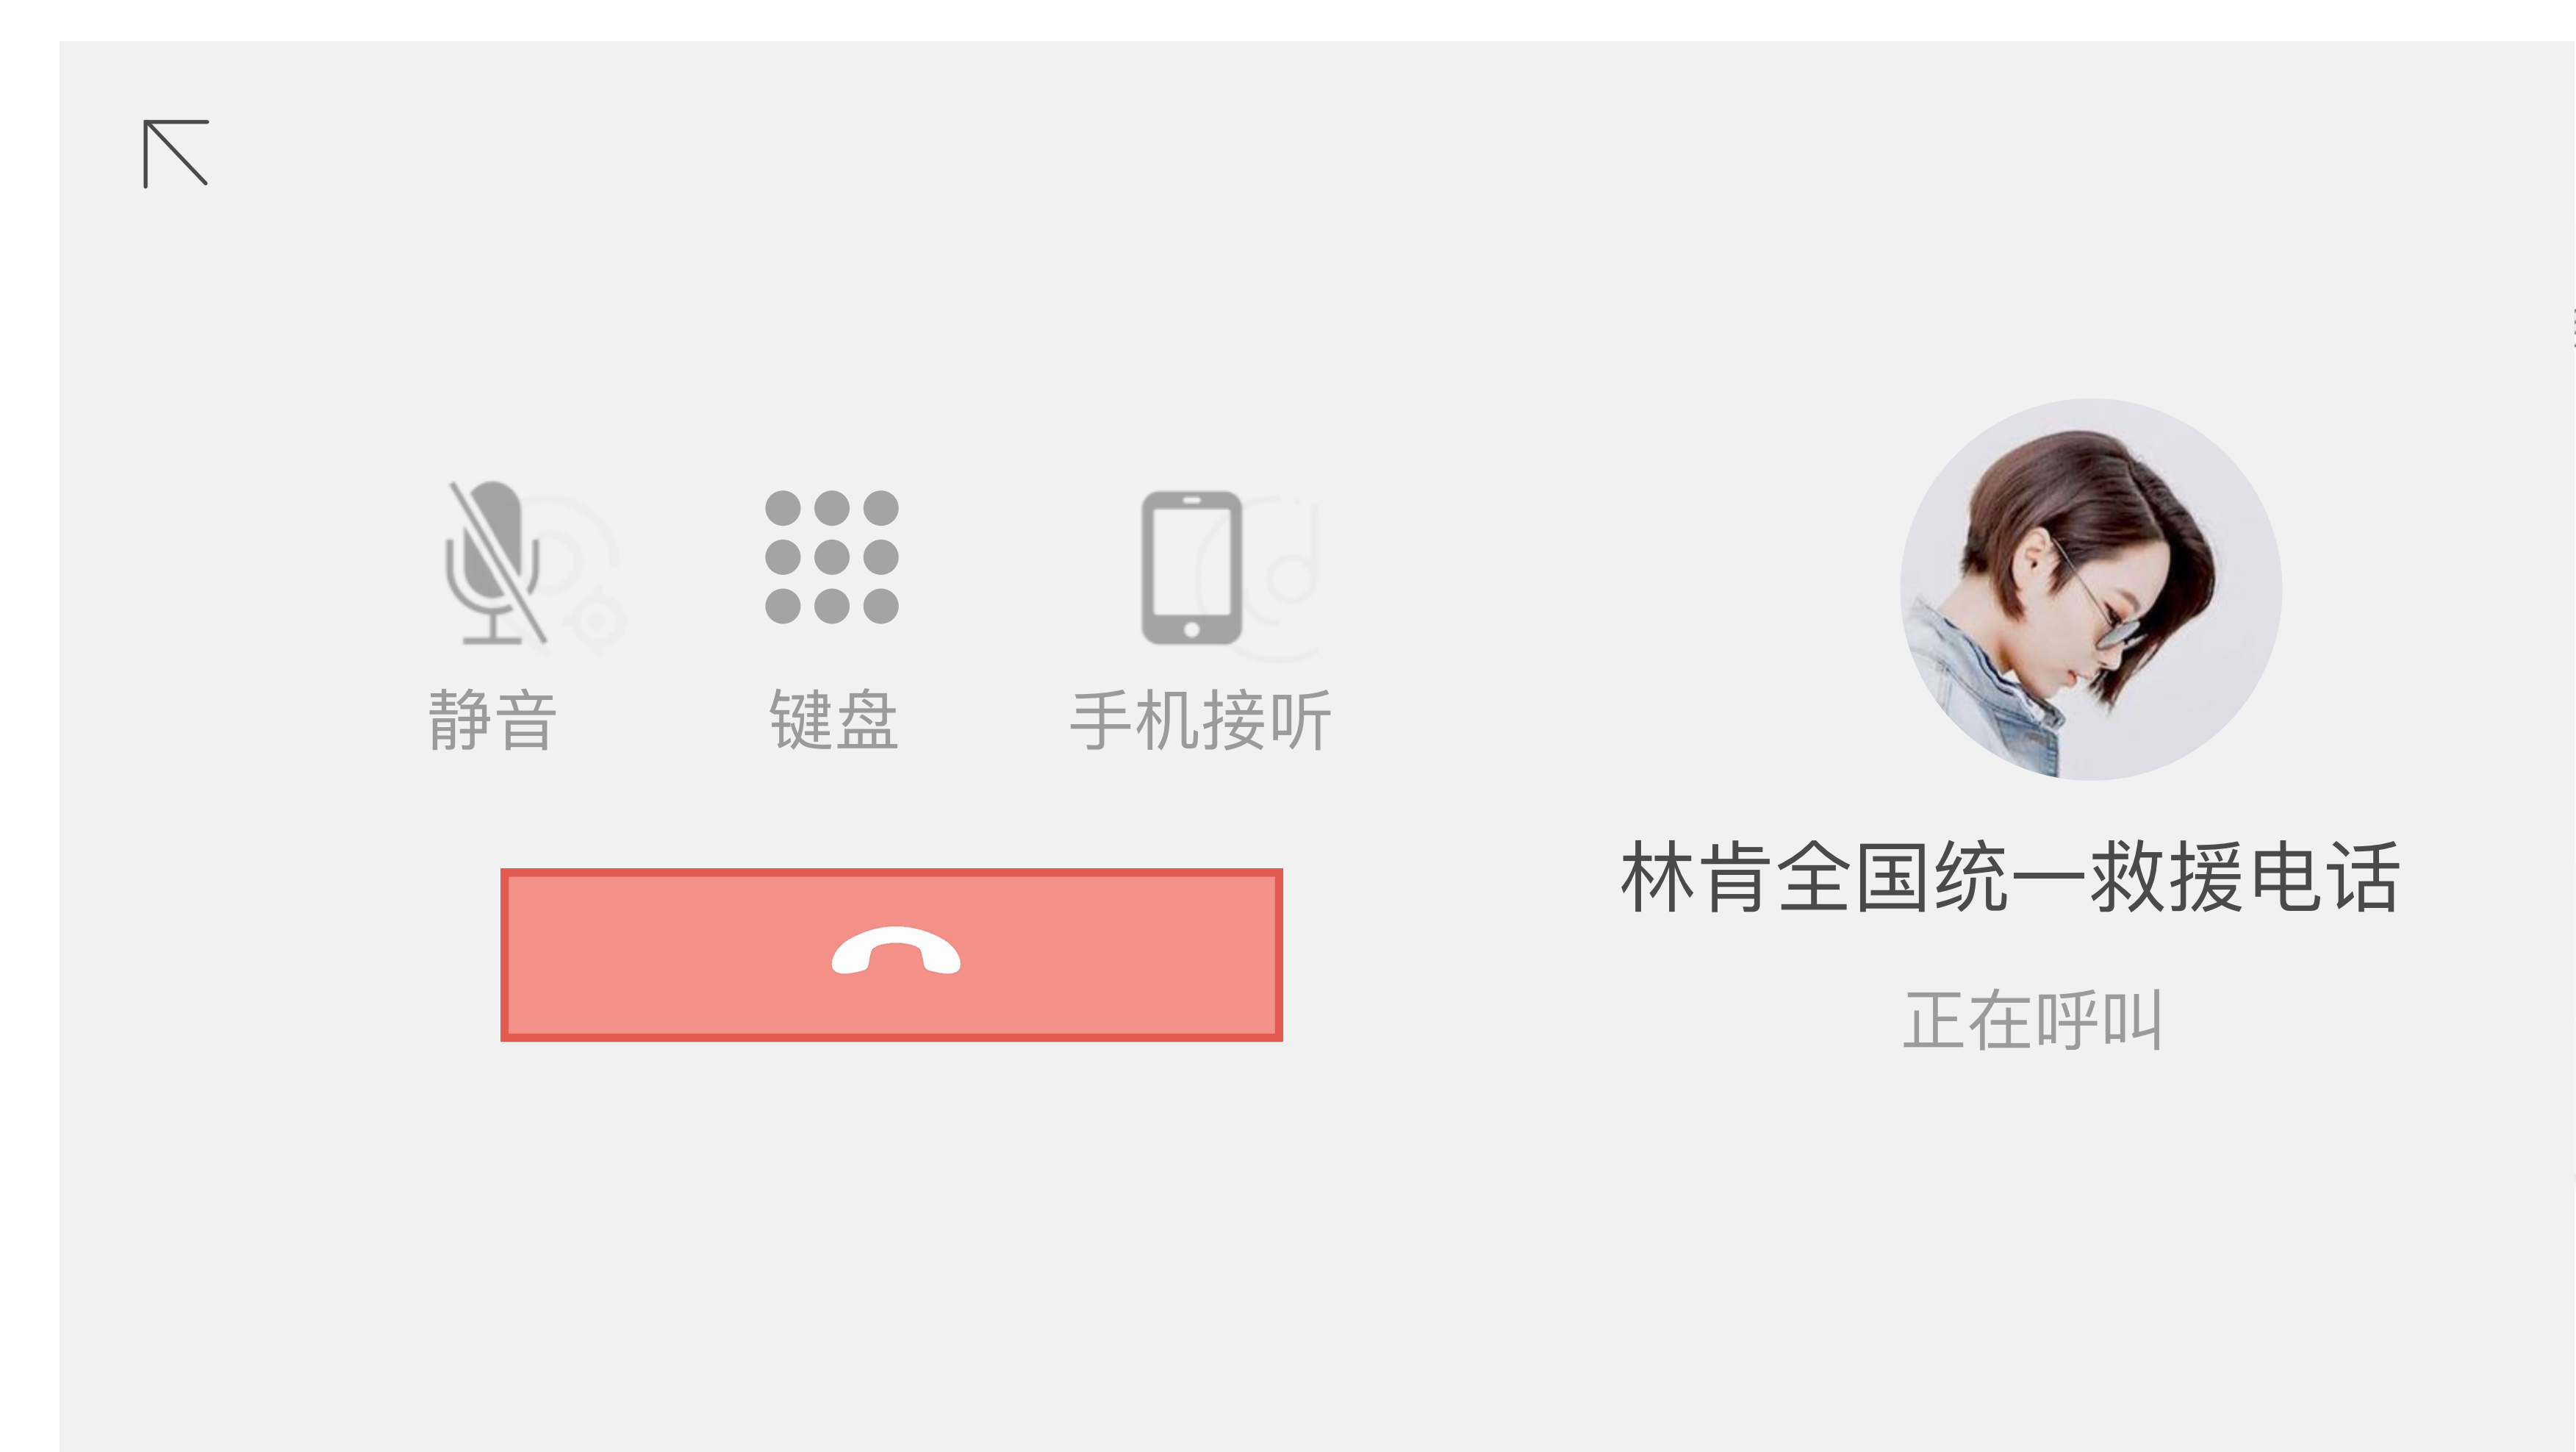 静音
键盘
手机接听
林肯全国统一救援电话
正在呼叫